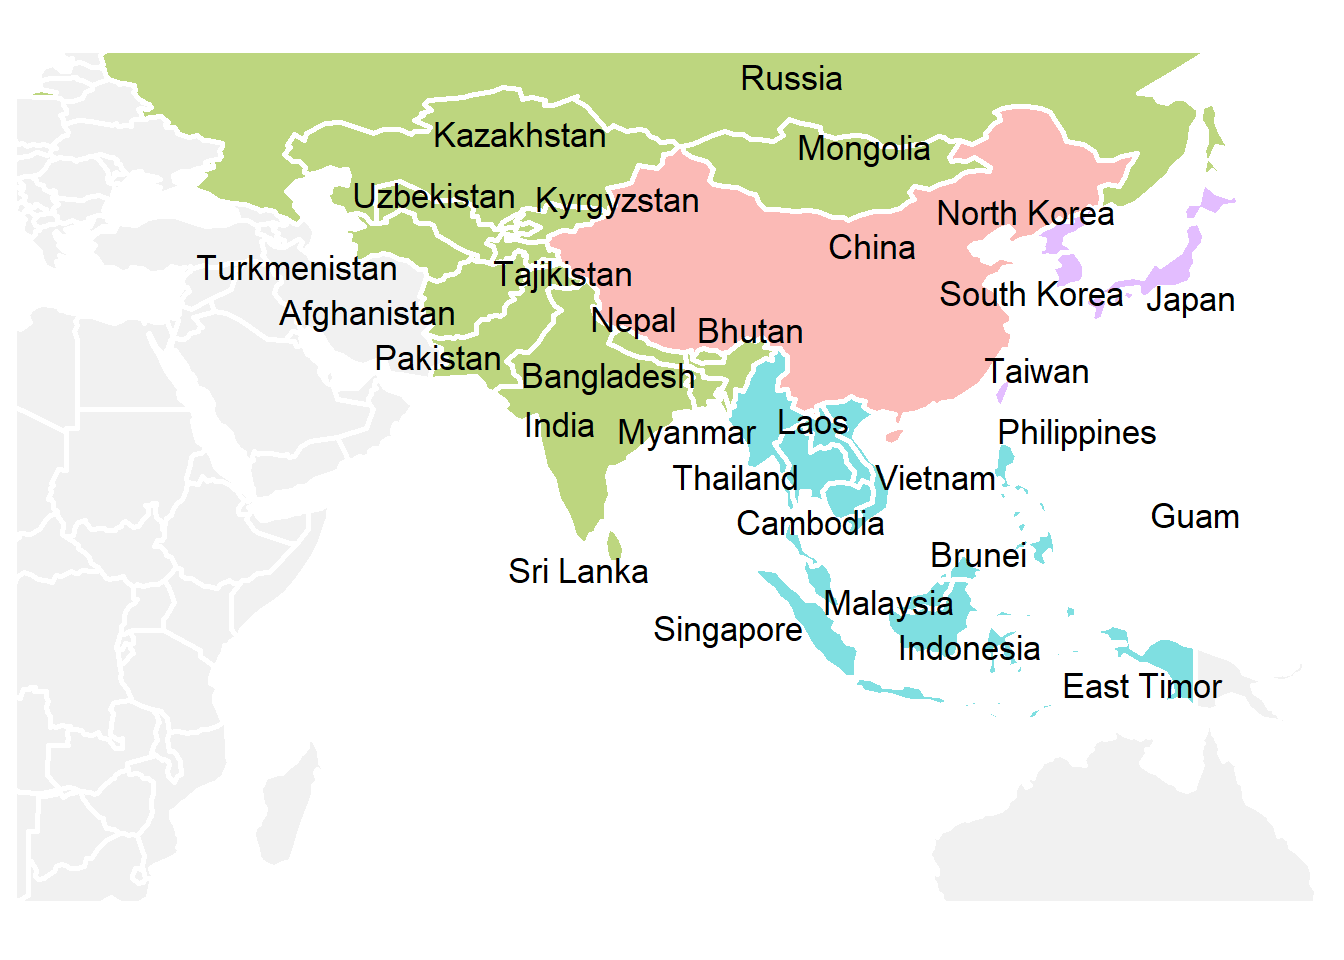 Russia
Kazakhstan
Mongolia
Uzbekistan
Kyrgyzstan
North Korea
China
Turkmenistan
Tajikistan
South Korea
Japan
Afghanistan
Nepal
Bhutan
Pakistan
Bangladesh
Taiwan
India
Myanmar
Laos
Philippines
Thailand
Vietnam
Cambodia
Guam
Brunei
Sri Lanka
Malaysia
Singapore
Indonesia
East Timor